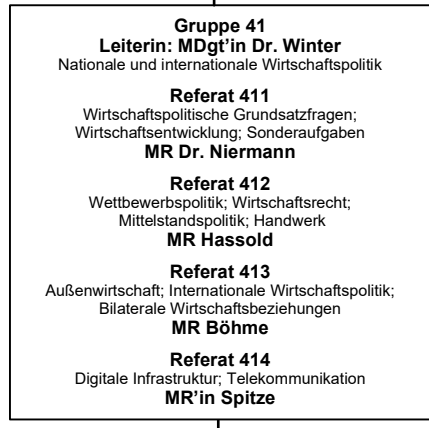 Gruppe 41
Leiterin: MDgt'in Dr. Winter
Nationale und internationale Wirtschaftspolitik
Referat 411
Wirtschaftspolitische Grundsatzfragen;
Wirtschaftsentwicklung; Sonderaufgaben
MR Dr. Niermann
Referat 412
Wettbewerbspolitik; Wirtschaftsrecht;
Mittelstandspolitik; Handwerk
MR Hassold
Referat 413
Außenwirtschaft; Internationale Wirtschaftspolitik;
Bilaterale Wirtschaftsbeziehungen
MR Böhme
Referat 414
Digitale Infrastruktur; Telekommunikation
MR'in Spitze